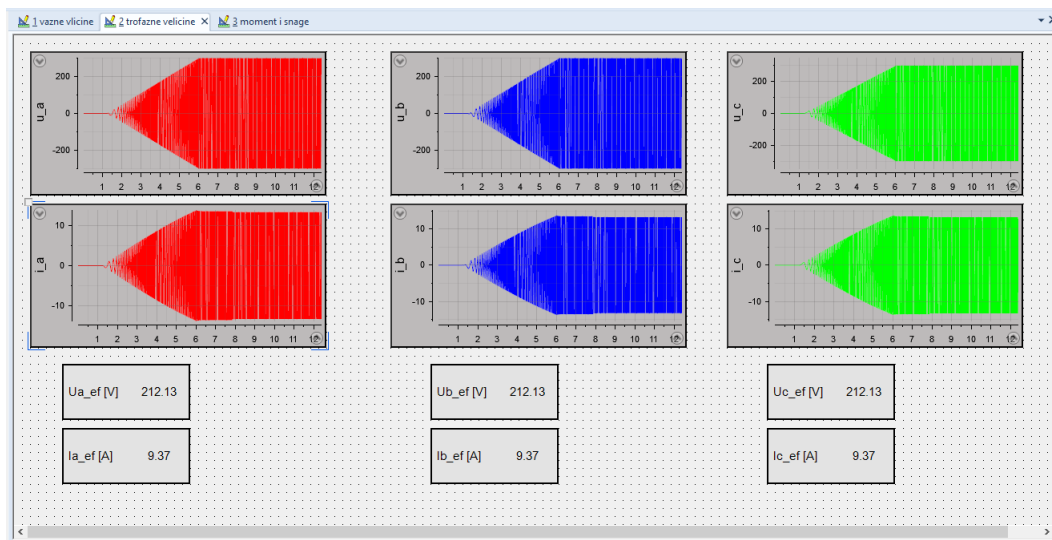 1 vazne vlicine 2 trofazne velicine 3 moment i snage
u_a
200
0
-200
1 2 3 4 5 6 7 8 9 10 11 12
u_b
200
0
-200
1 2 3 4 5 6 7 8 9 10 11 12
u_c
200
0
-200
1 2 3 4 5 6 7 8 9 10 11 12
i_a
10
0
-10
1 2 3 4 5 6 7 8 9 10 11 12
i_b
10
0
-10
1 2 3 4 5 6 7 8 9 10 11 12
i_c
10
0
-10
1 2 3 4 5 6 7 8 9 10 11 12
Ua_ef [V] 212.13
Ub_ef [V] 212.13
Uc_ef [V] 212.13
Ia_ef [A] 9.37
Ib_ef [A] 9.37
Ic_ef [A] 9.37